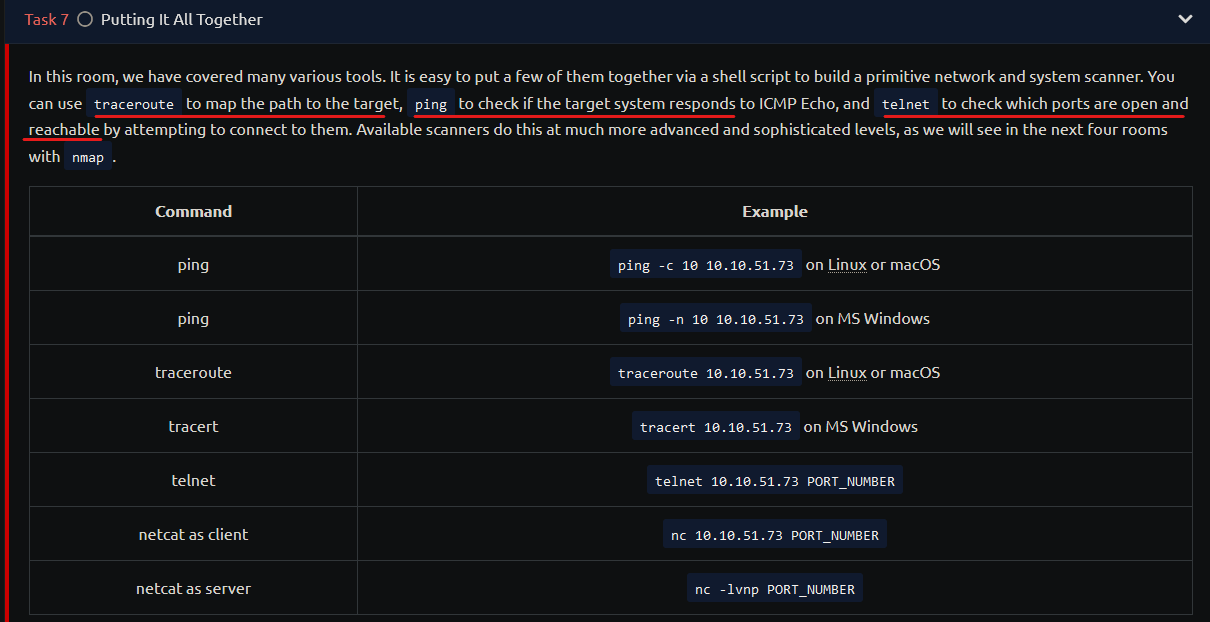 Task 7 Putting It All Together
In this room, we have covered many various tools. It is easy to put a few of them together via a shell script to build a primitive network and system scanner. You
can use traceroute to map the path to the target, ping to check if the target system responds to ICMP Echo, and telnet to check which ports are open and
reachable by attempting to connect to them. Available scanners do this at much more advanced and sophisticated levels, as we will see in the next four rooms
with nmap .
Command Example
ping ping -c 10 10.10.51.73 on Linux or macOS
ping ping -n 10 10.10.51.73 on MS Windows
traceroute traceroute 10.10.51.73 on Linux or macOS
tracert tracert 10.10.51.73 on MS Windows
telnet telnet 10.10.51.73 PORT_NUMBER
netcat as client nc 10.10.51.73 PORT_NUMBER
netcat as server nc -lvnp PORT_NUMBER